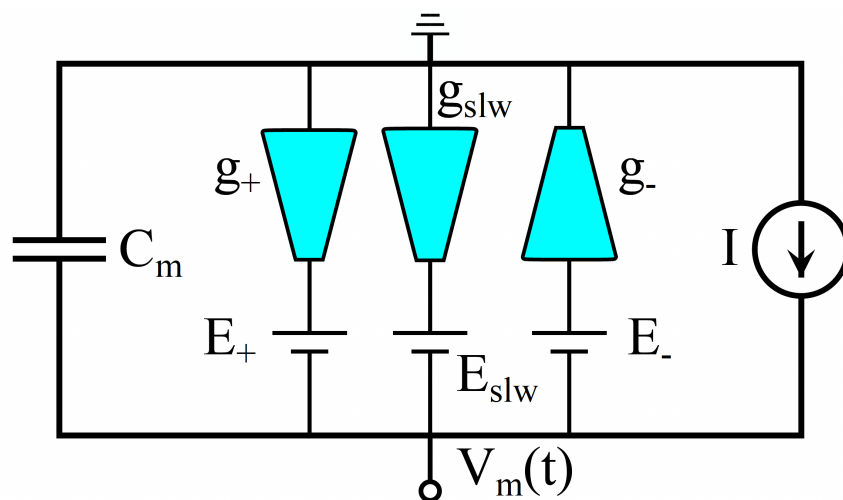 g_slw
g_+
g_-
C_m
I
E_+
E_slw
E_-
V_m(t)